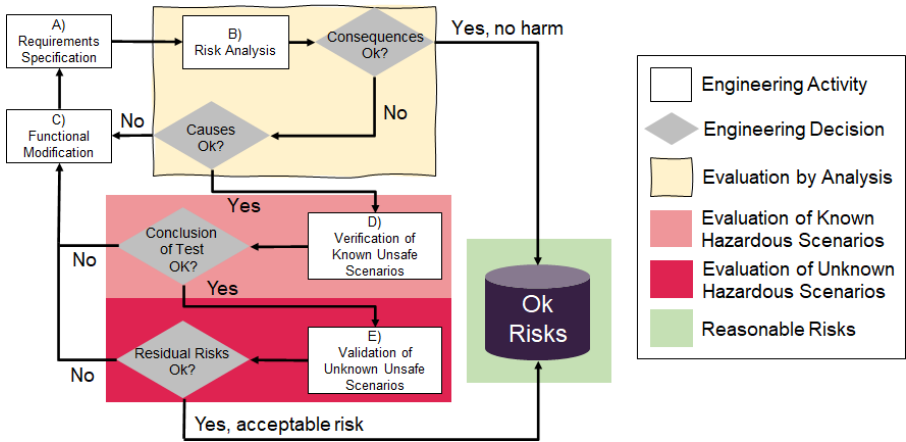 A)
Requirements
Specification
B)
Risk Analysis
Consequences
Ok?
Yes, no harm
No
C)
Functional
Modification
No
Causes
Ok?
Yes
D)
Verification of
Known Unsafe
Scenarios
Conclusion
of Test
OK?
No
Yes
E)
Validation of
Unknown Unsafe
Scenarios
Residual Risks
Ok?
No
Yes, acceptable risk
Ok
Risks
Engineering Activity
Engineering Decision
Evaluation by Analysis
Evaluation of Known
Hazardous Scenarios
Evaluation of Unknown
Hazardous Scenarios
Reasonable Risks